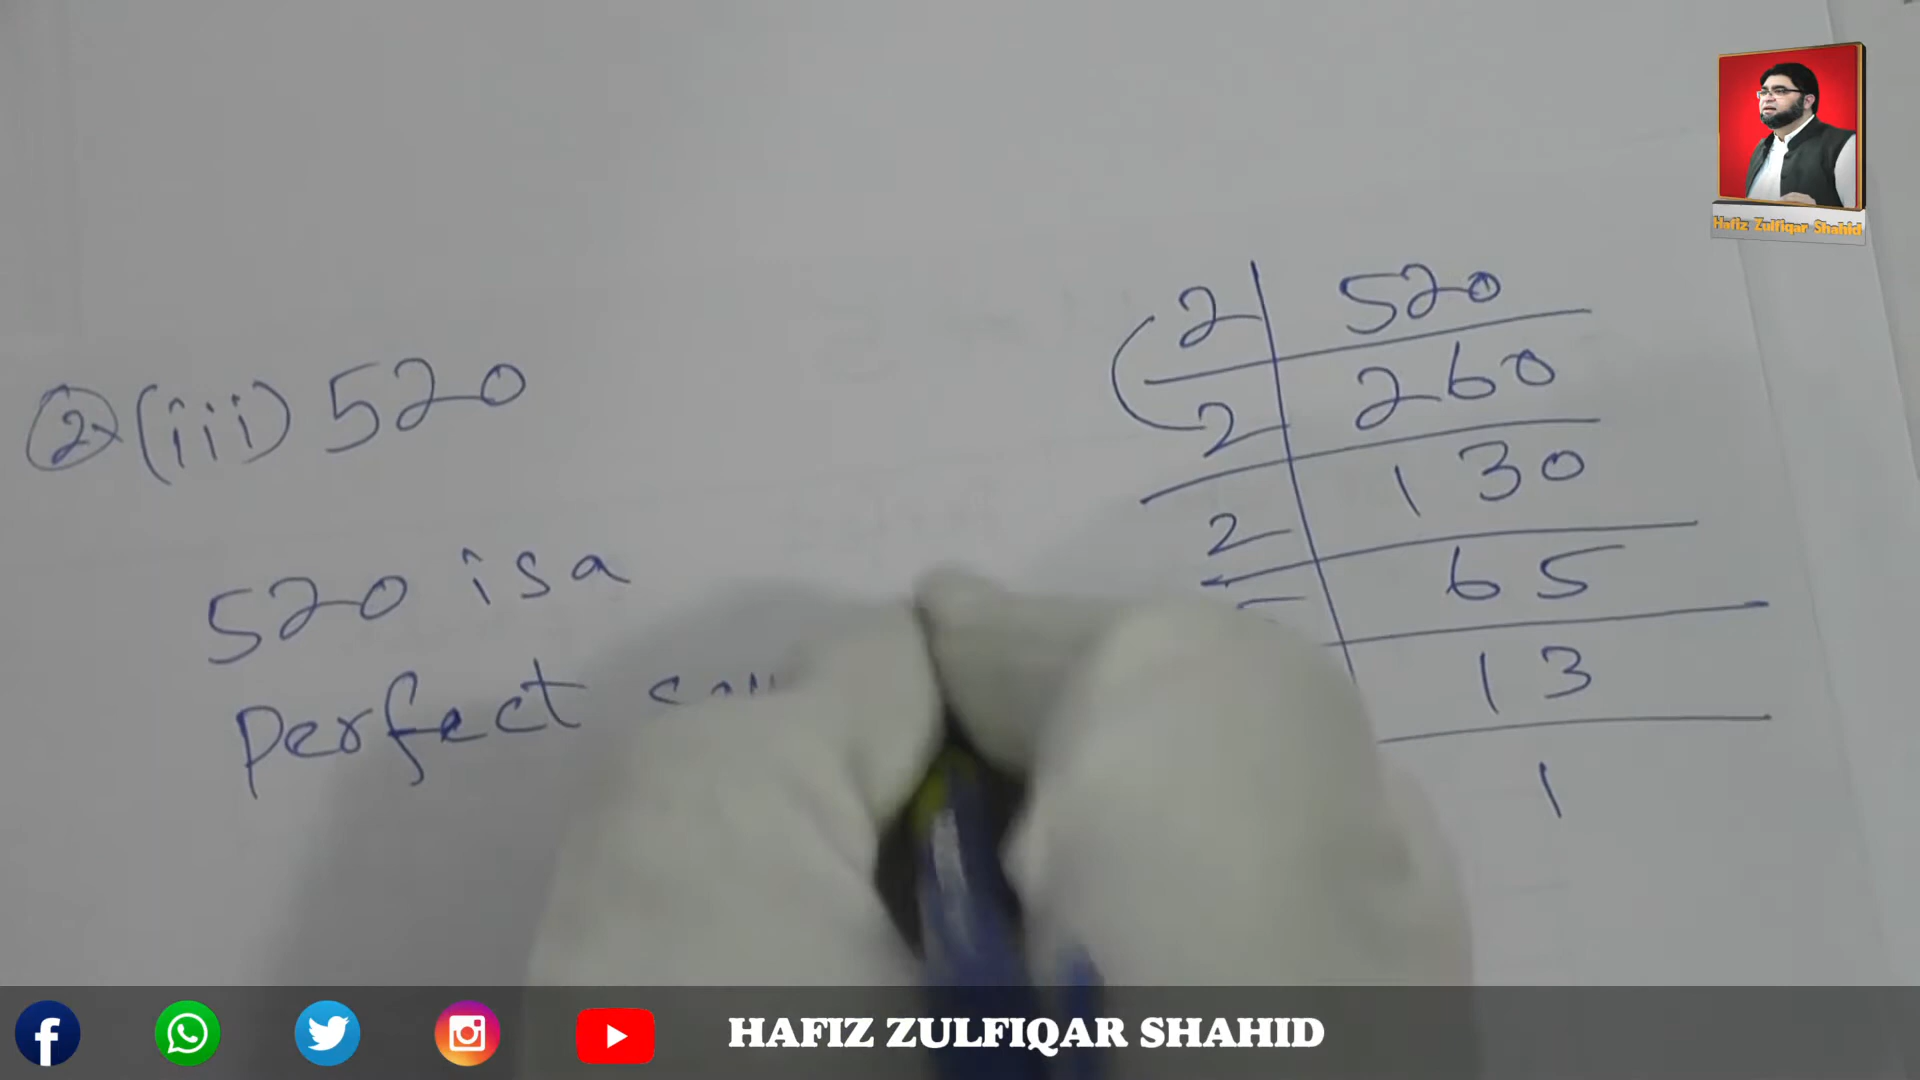 Hafiz Zulfiqar Shahid
② (iii) 520
520 is a
Perfect
2 520
2 260
2 130
65
13
1
HAFIZ ZULFIQAR SHAHID